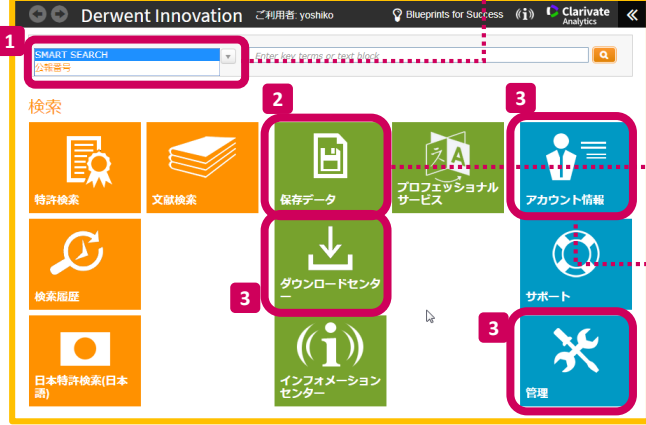 Derwent Innovation ご利用者: yoshiko Blueprints for Success Clarivate Analytics
1
SMART SEARCH
公報番号
Enter key terms or text block
検索
2
3
特許検索
文献検索
保存データ
プロフェッショナル
サービス
アカウント情報
検索履歴
3
ダウンロードセンタ
ー
サポート
3
日本特許検索(日本
語)
インフォメーション
センター
管理